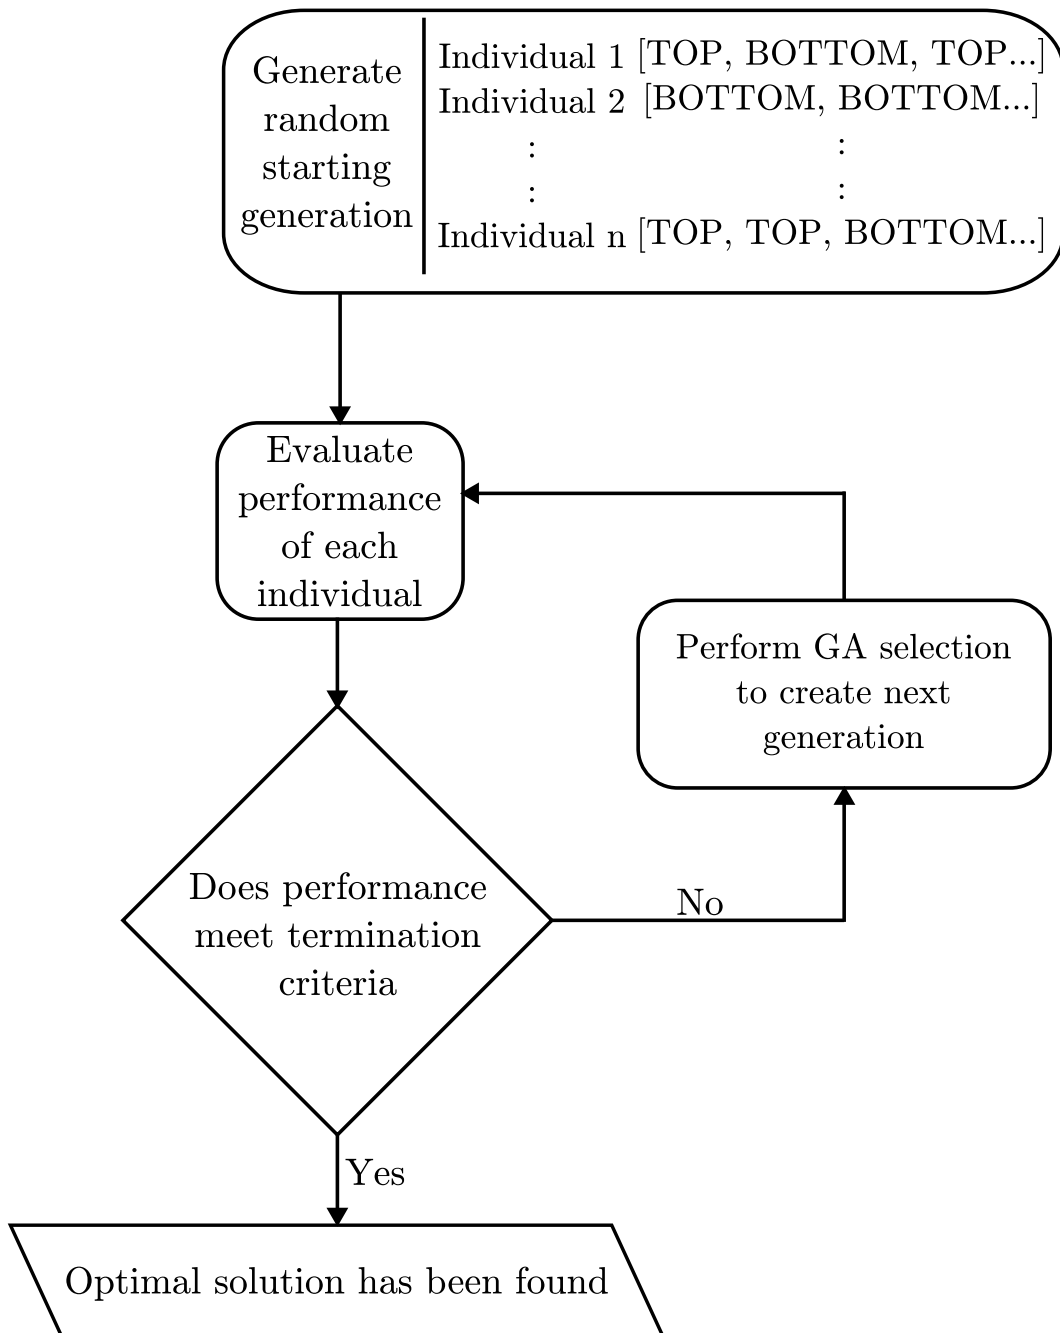 Generate
random
starting
generation
Individual 1 [TOP, BOTTOM, TOP...]
Individual 2 [BOTTOM, BOTTOM...]
: :
: :
Individual n [TOP, TOP, BOTTOM...]
Evaluate
performance
of each
individual
Perform GA selection
to create next
generation
Does performance
meet termination
criteria
No
Yes
Optimal solution has been found